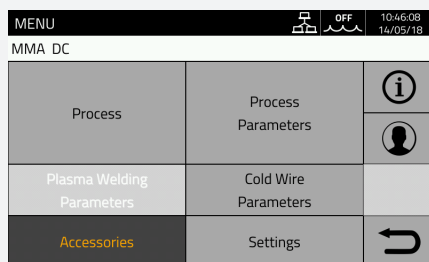 MENU
OFF
10:46:08
14/05/18
MMA DC
Process
Process
Parameters
Plasma Welding
Parameters
Cold Wire
Parameters
Accessories
Settings